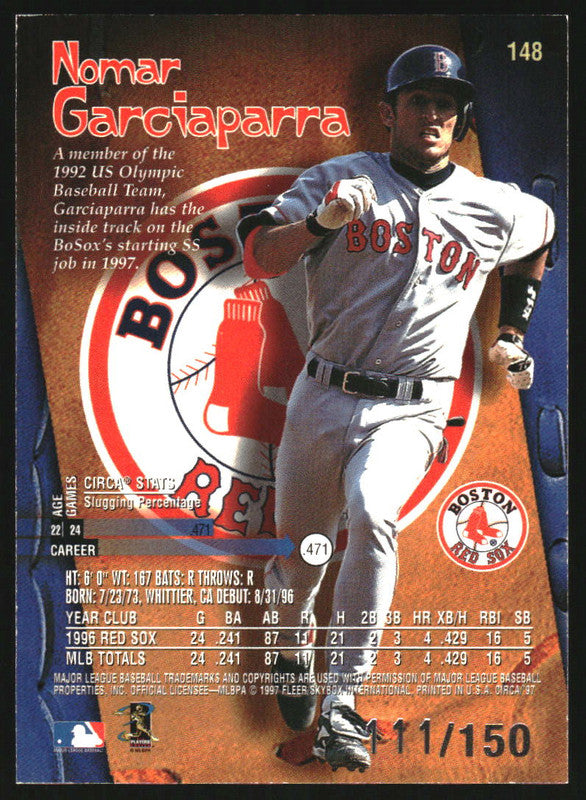 148
Nomar
Garciaparra
A member of the
1992 US Olympic
Baseball Team,
Garciaparra has the
inside track on the
BoSox's starting SS
job in 1997.
BOSTON
BOS
RE
AGE
GAMES
CIRCA® STATS
Slugging Percentage
22 24 .471
CAREER .471
BOSTON
RED SOX
HT: 6' 0" WT: 167 BATS: R THROWS: R
BORN: 7/23/73, WHITTIER, CA DEBUT: 8/31/96
YEAR CLUB G BA AB R H 2B 3B HR XB/H RBI SB
1996 RED SOX 24 .241 87 11 21 2 3 4 .429 16 5
MLB TOTALS 24 .241 87 11 21 2 3 4 .429 16 5
MAJOR LEAGUE BASEBALL TRADEMARKS AND COPYRIGHTS ARE USED WITH PERMISSION OF MAJOR LEAGUE BASEBALL
PROPERTIES, INC. OFFICIAL LICENSEE—MLBPA © 1997 FLEER SKYBOX INTERNATIONAL. PRINTED IN U.S.A. CIRCA '97
111/150